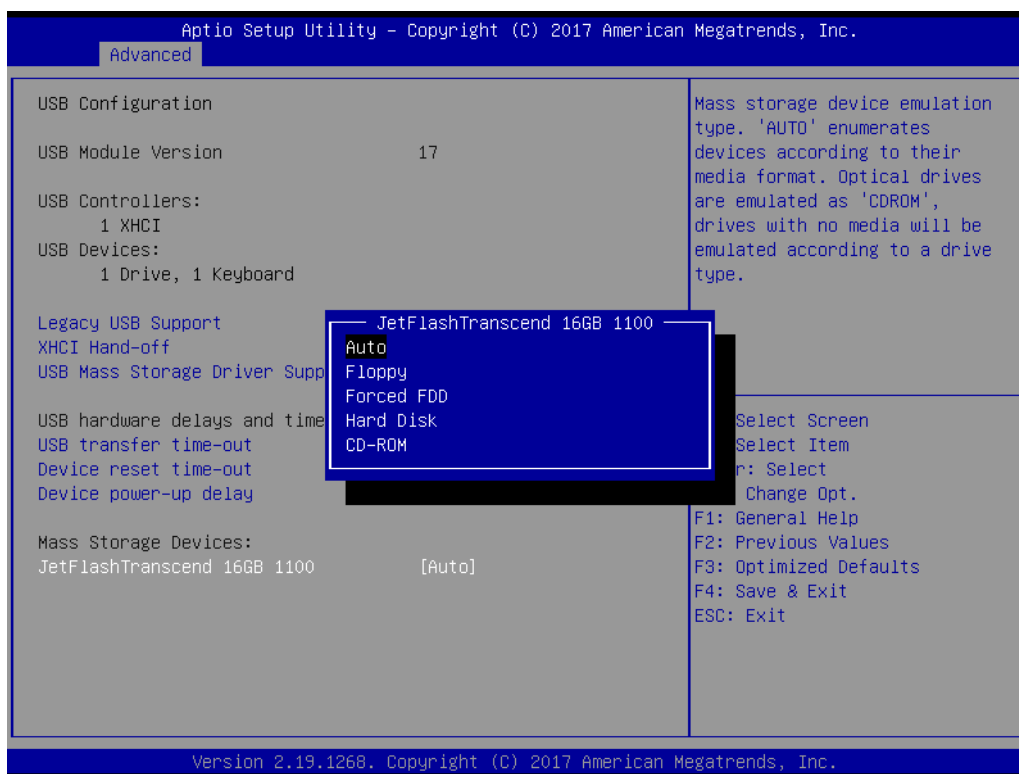 Aptio Setup Utility – Copyright (C) 2017 American Megatrends, Inc.
Advanced
USB Configuration
USB Module Version 17
USB Controllers:
1 XHCI
USB Devices:
1 Drive, 1 Keyboard
Legacy USB Support
XHCI Hand-off
USB Mass Storage Driver Supp
USB hardware delays and time
USB transfer time-out
Device reset time-out
Device power-up delay
Mass Storage Devices:
JetFlashTranscend 16GB 1100 [Auto]
JetFlashTranscend 16GB 1100
Auto
Floppy
Forced FDD
Hard Disk
CD-ROM
Mass storage device emulation
type. 'AUTO' enumerates
devices according to their
media format. Optical drives
are emulated as 'CDROM',
drives with no media will be
emulated according to a drive
type.
Select Screen
Select Item
r: Select
Change Opt.
F1: General Help
F2: Previous Values
F3: Optimized Defaults
F4: Save & Exit
ESC: Exit
Version 2.19.1268. Copyright (C) 2017 American Megatrends, Inc.